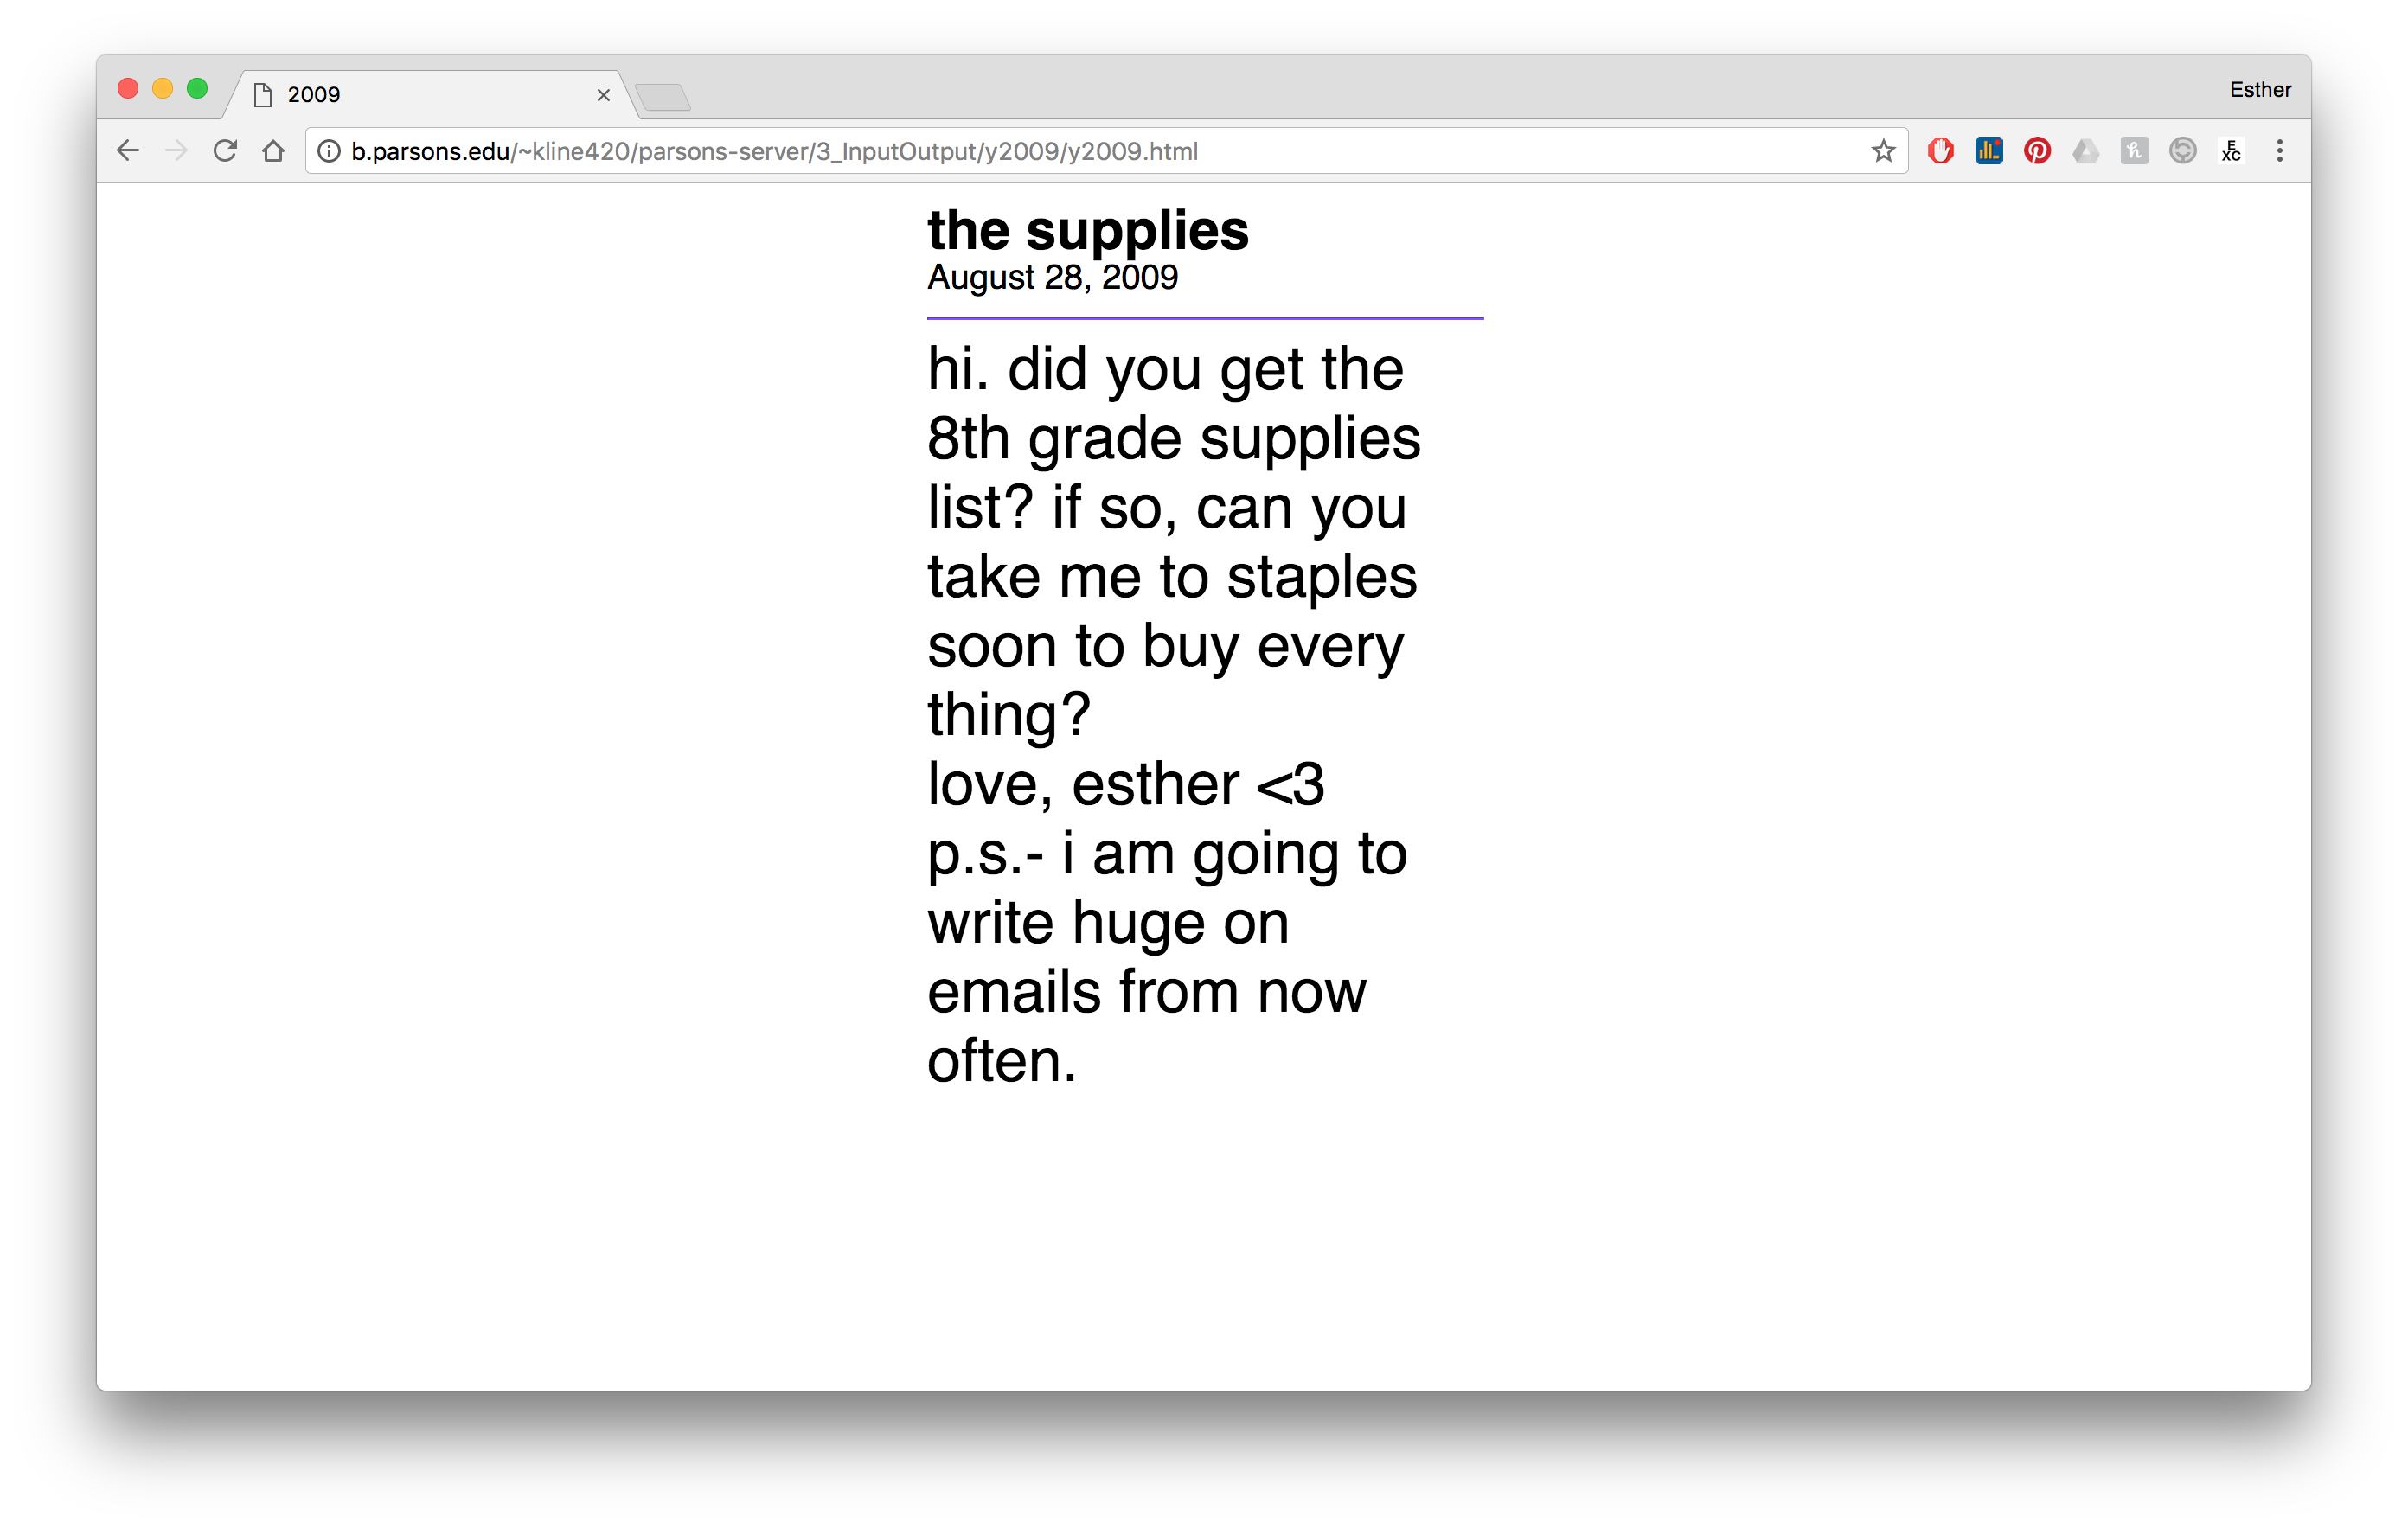 2009
Esther
b.parsons.edu/~kline420/parsons-server/3_InputOutput/y2009/y2009.html
E
XC
the supplies
August 28, 2009
hi. did you get the
8th grade supplies
list? if so, can you
take me to staples
soon to buy every
thing?
love, esther <3
p.s.- i am going to
write huge on
emails from now
often.